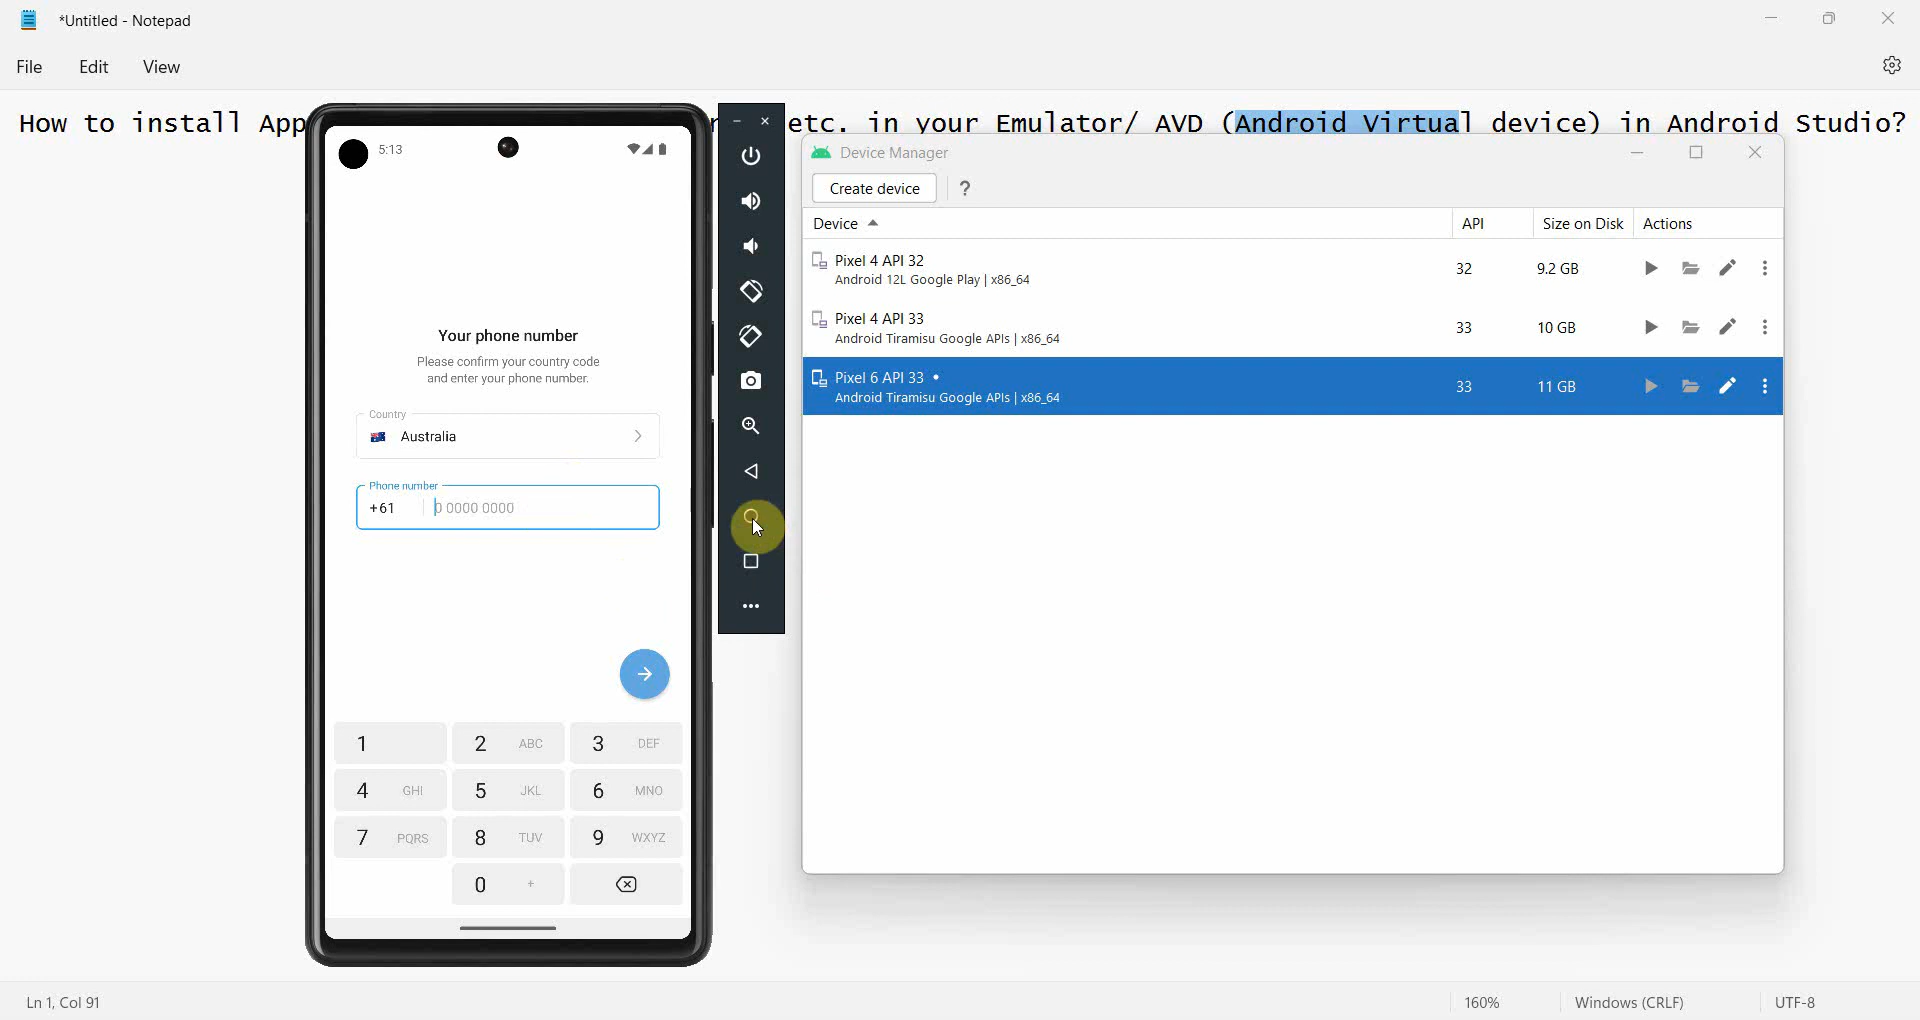 *Untitled - Notepad
File Edit View
How to install App
etc. in your Emulator/ AVD (Android Virtual device) in Android Studio?
5:13
Your phone number
Please confirm your country code
and enter your phone number.
Country
Australia
Phone number
+61 0 0000 0000
1
2 ABC
3 DEF
4 GHI
5 JKL
6 MNO
7 PQRS
8 TUV
9 WXYZ
0 +
Device Manager
Create device ?
Device API Size on Disk Actions
Pixel 4 API 32
Android 12L Google Play | x86_64
32 9.2 GB
Pixel 4 API 33
Android Tiramisu Google APIs | x86_64
33 10 GB
Pixel 6 API 33 •
Android Tiramisu Google APIs | x86_64
33 11 GB
Ln 1, Col 91 160% Windows (CRLF) UTF-8